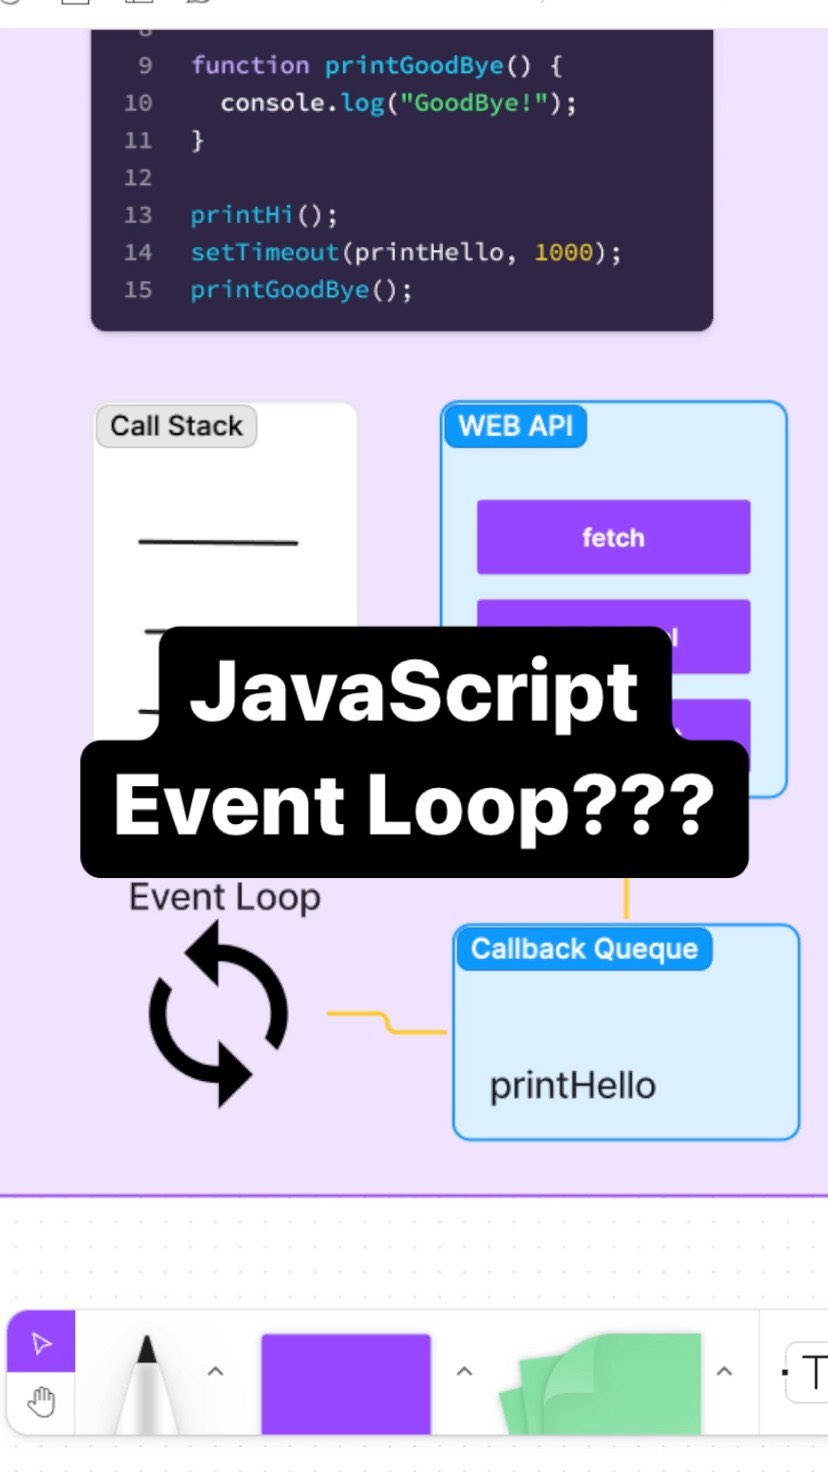 9 function printGoodBye() {
10 console.log("GoodBye!");
11 }
12
13 printHi();
14 setTimeout(printHello, 1000);
15 printGoodBye();
Call Stack
WEB API
fetch
JavaScript
Event Loop???
Event Loop
Callback Queque
printHello